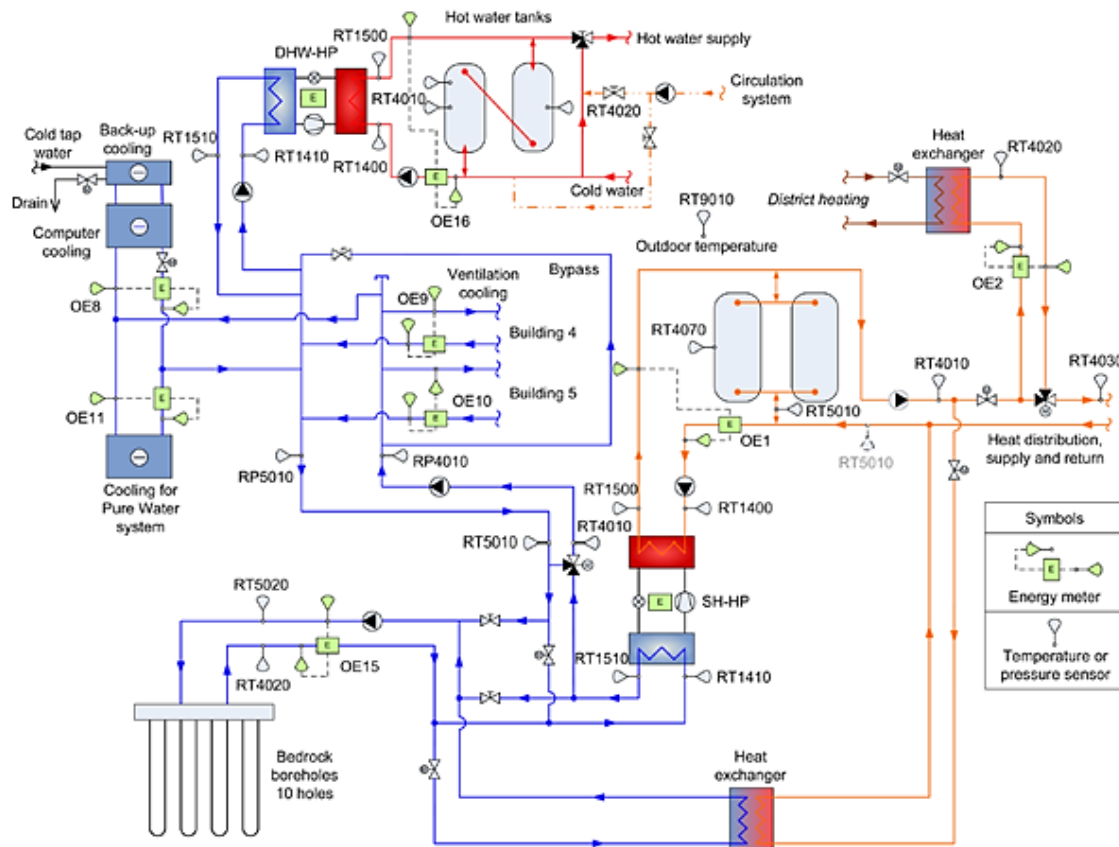 Hot water tanks
RT1500
Hot water supply
DHW-HP
E
Circulation
system
RT4010
RT4020
RT1510
Cold tap
water
Back-up
cooling
RT1410
RT1400
E
Cold water
OE16
Drain
Computer
cooling
Heat
exchanger
RT4020
District heating
RT9010
Outdoor temperature
E
OE2
Bypass
Ventilation
cooling
OE8
E
OE9
Building 4
E
RT4070
RT4010
RT4030
Building 5
OE10
E
OE11
E
RT5010
E
OE1
RT5010
Heat distribution,
supply and return
Cooling for
Pure Water
system
RP5010
RP4010
RT1500
RT1400
RT5010
RT4010
Symbols
E
Energy meter
Temperature or
pressure sensor
E
SH-HP
RT5020
E
OE15
RT4020
RT1510
RT1410
Bedrock
boreholes
10 holes
Heat
exchanger